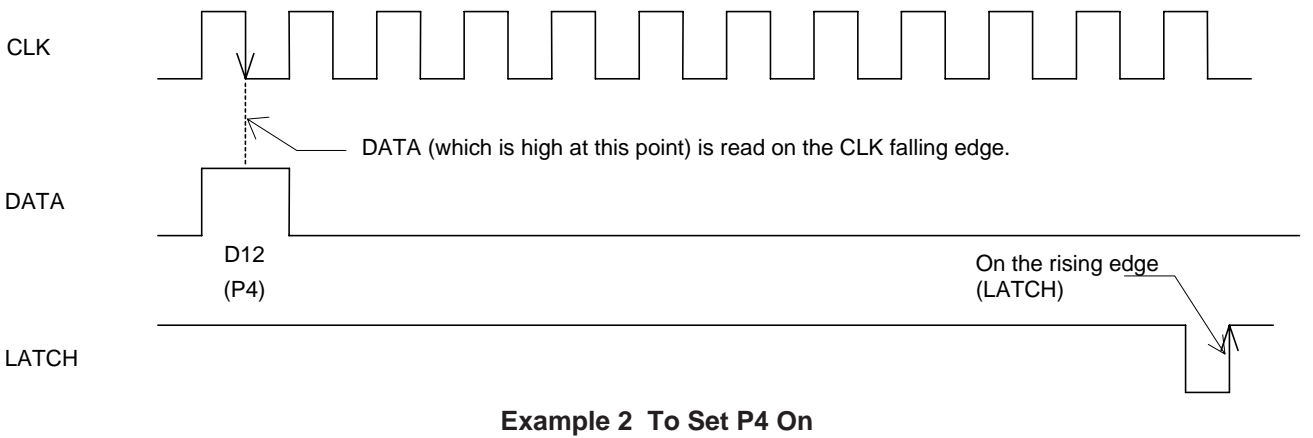 CLK
DATA (which is high at this point) is read on the CLK falling edge.
DATA
D12
(P4)
On the rising edge
(LATCH)
LATCH
Example 2 To Set P4 On